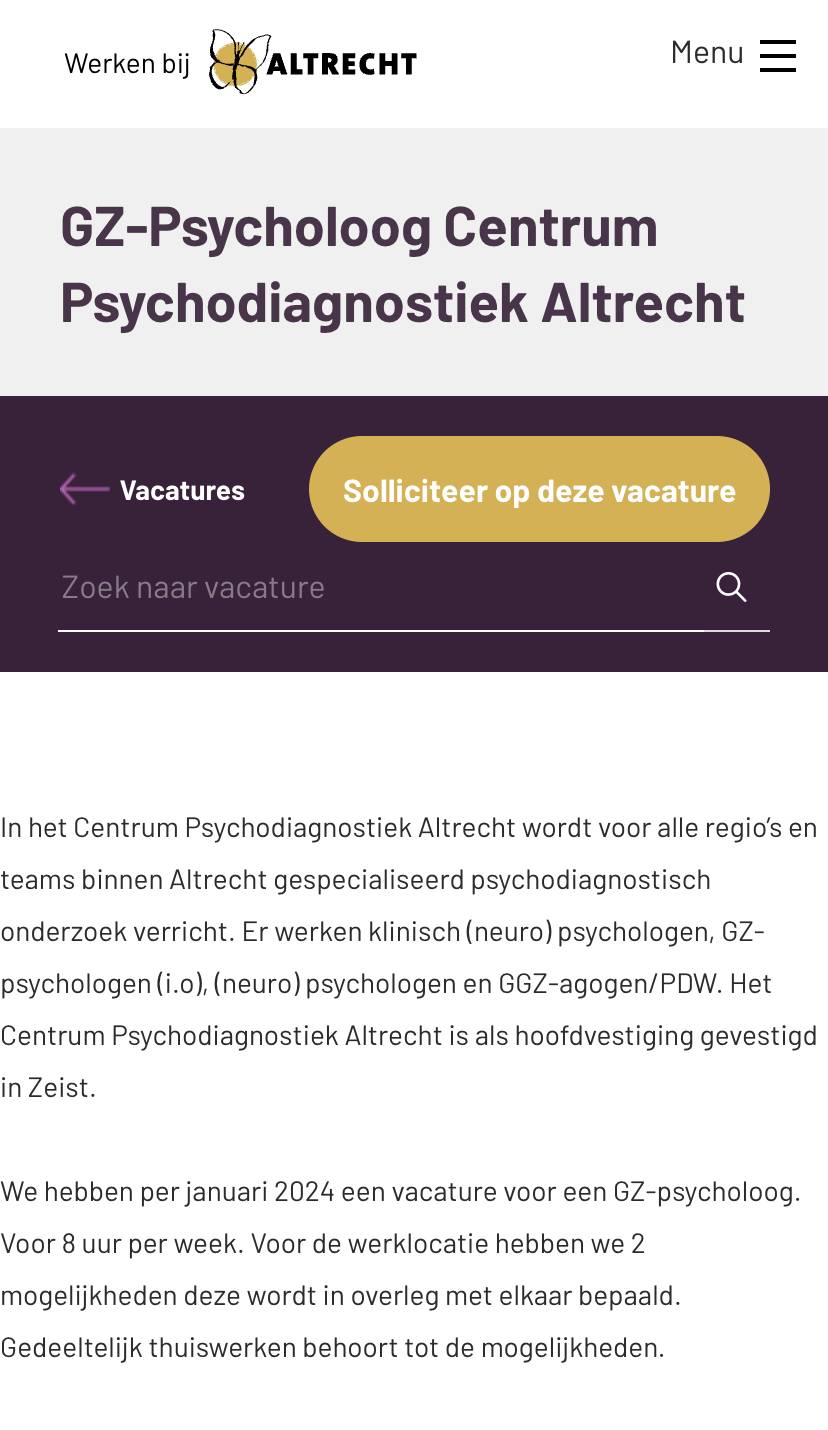 Werken bij ALTRECHT
Menu
GZ-Psycholoog Centrum
Psychodiagnostiek Altrecht
Vacatures
Solliciteer op deze vacature
Zoek naar vacature
In het Centrum Psychodiagnostiek Altrecht wordt voor alle regio’s en
teams binnen Altrecht gespecialiseerd psychodiagnostisch
onderzoek verricht. Er werken klinisch (neuro) psychologen, GZ-
psychologen (i.o), (neuro) psychologen en GGZ-agogen/PDW. Het
Centrum Psychodiagnostiek Altrecht is als hoofdvestiging gevestigd
in Zeist.
We hebben per januari 2024 een vacature voor een GZ-psycholoog.
Voor 8 uur per week. Voor de werklocatie hebben we 2
mogelijkheden deze wordt in overleg met elkaar bepaald.
Gedeeltelijk thuiswerken behoort tot de mogelijkheden.